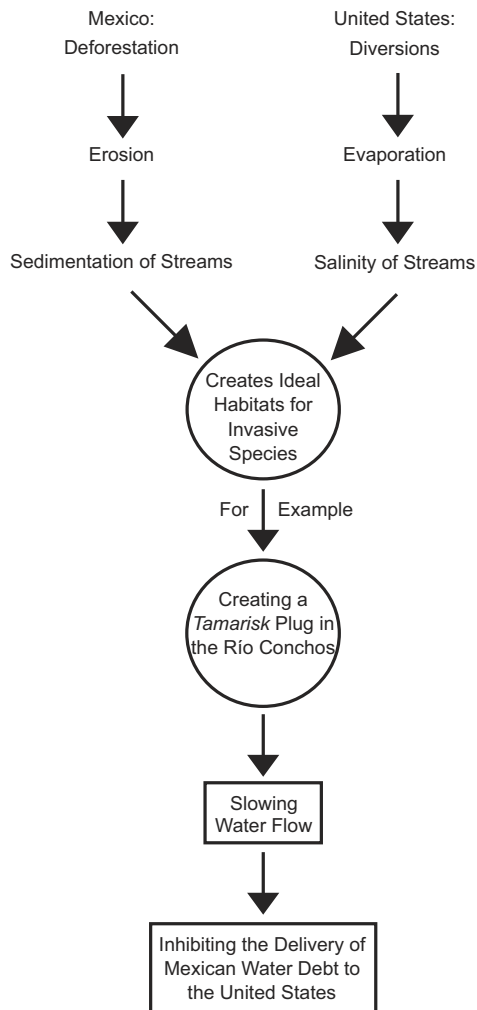 Mexico:
Deforestation
United States:
Diversions
Erosion
Evaporation
Sedimentation of Streams
Salinity of Streams
Creates Ideal
Habitats for
Invasive
Species
For Example
Creating a
Tamarisk Plug in
the Río Conchos
Slowing
Water Flow
Inhibiting the Delivery of
Mexican Water Debt to
the United States